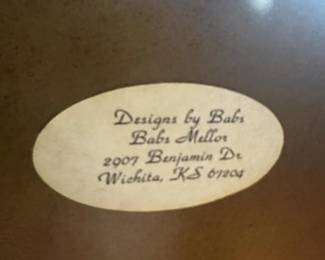 Designs by Babs
Babs Mellor
2907 Benjamin Dr
Wichita, KS 67204